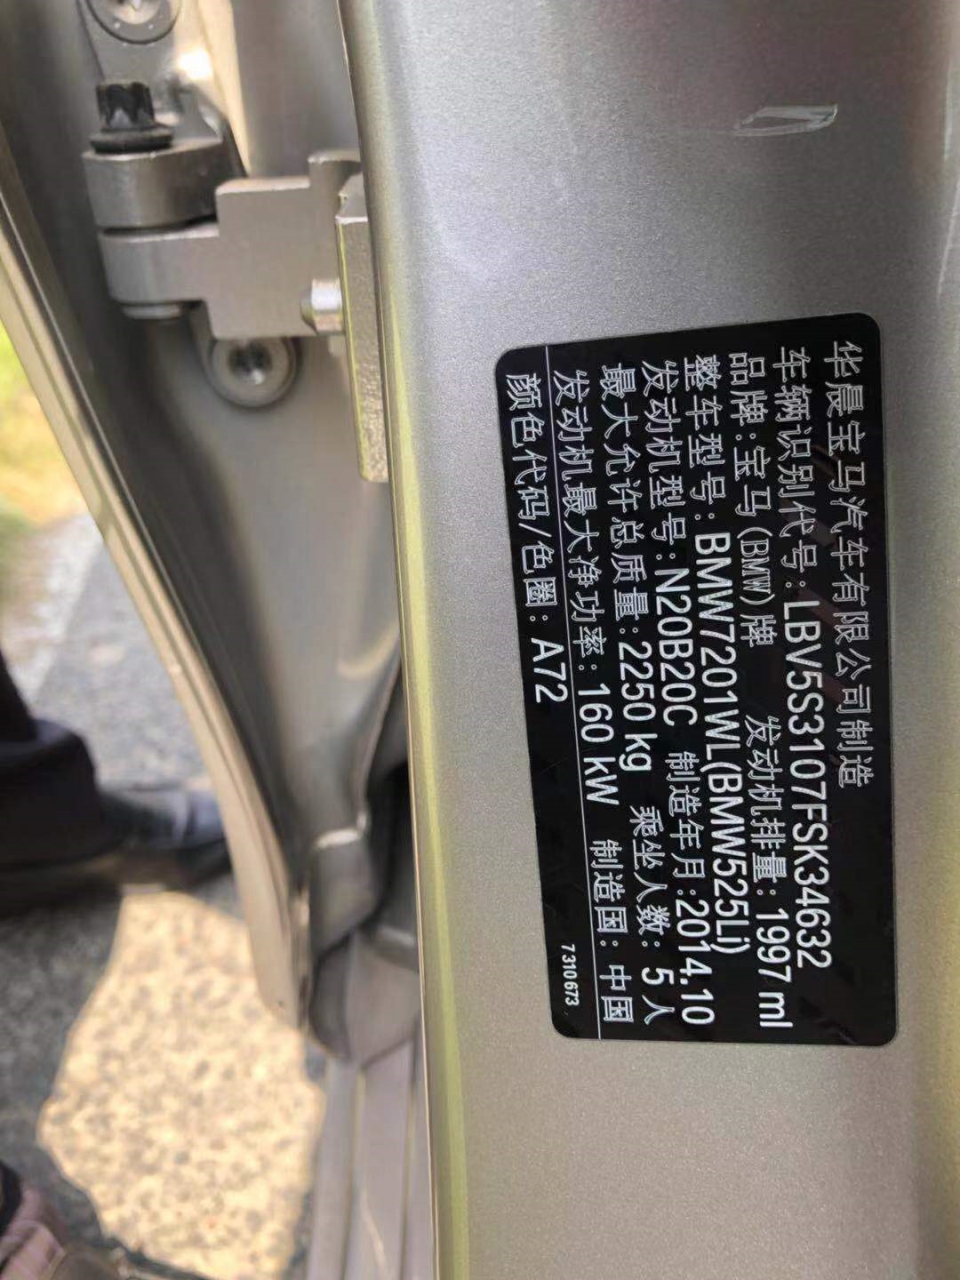 华晨宝马汽车有限公司制造
车辆识别代号:LBV5S3107FSK34632
品牌:宝马(BMW)牌 发动机排量:1997 ml
整车型号:BMW7201WL(BMW525Li)
发动机型号:N20B20C 制造年月:2014.10
最大允许总质量:2250 kg 乘坐人数:5 人
发动机最大净功率:160 kW 制造国:中国
颜色代码/色圈:A72
7310673